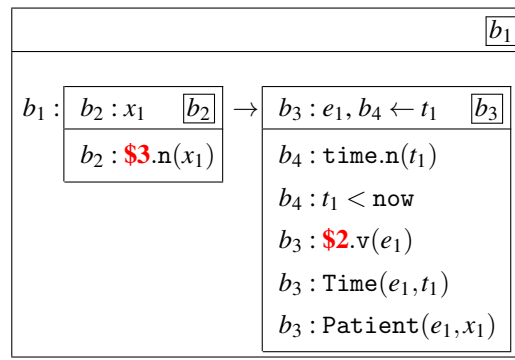 b₁
b₁ : b₂ : x₁ b₂ → b₃ : e₁, b₄ ← t₁ b₃
b₂ : $3.n(x₁) b₄ : time.n(t₁)
b₄ : t₁ < now
b₃ : $2.v(e₁)
b₃ : Time(e₁,t₁)
b₃ : Patient(e₁,x₁)